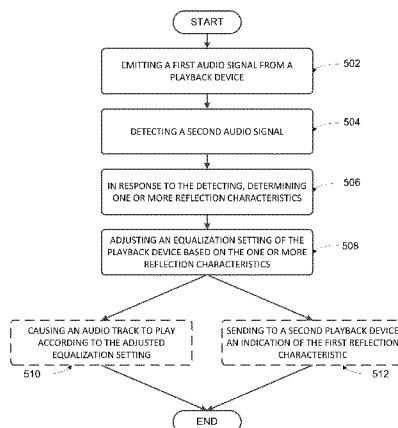 START
EMITTING A FIRST AUDIO SIGNAL FROM A
PLAYBACK DEVICE
502
DETECTING A SECOND AUDIO SIGNAL
504
IN RESPONSE TO THE DETECTING, DETERMINING
ONE OR MORE REFLECTION CHARACTERISTICS
506
ADJUSTING AN EQUALIZATION SETTING OF THE
PLAYBACK DEVICE BASED ON THE ONE OR MORE
REFLECTION CHARACTERISTICS
508
CAUSING AN AUDIO TRACK TO PLAY
ACCORDING TO THE ADJUSTED
EQUALIZATION SETTING
510
SENDING TO A SECOND PLAYBACK DEVICE
AN INDICATION OF THE FIRST REFLECTION
CHARACTERISTIC
512
END